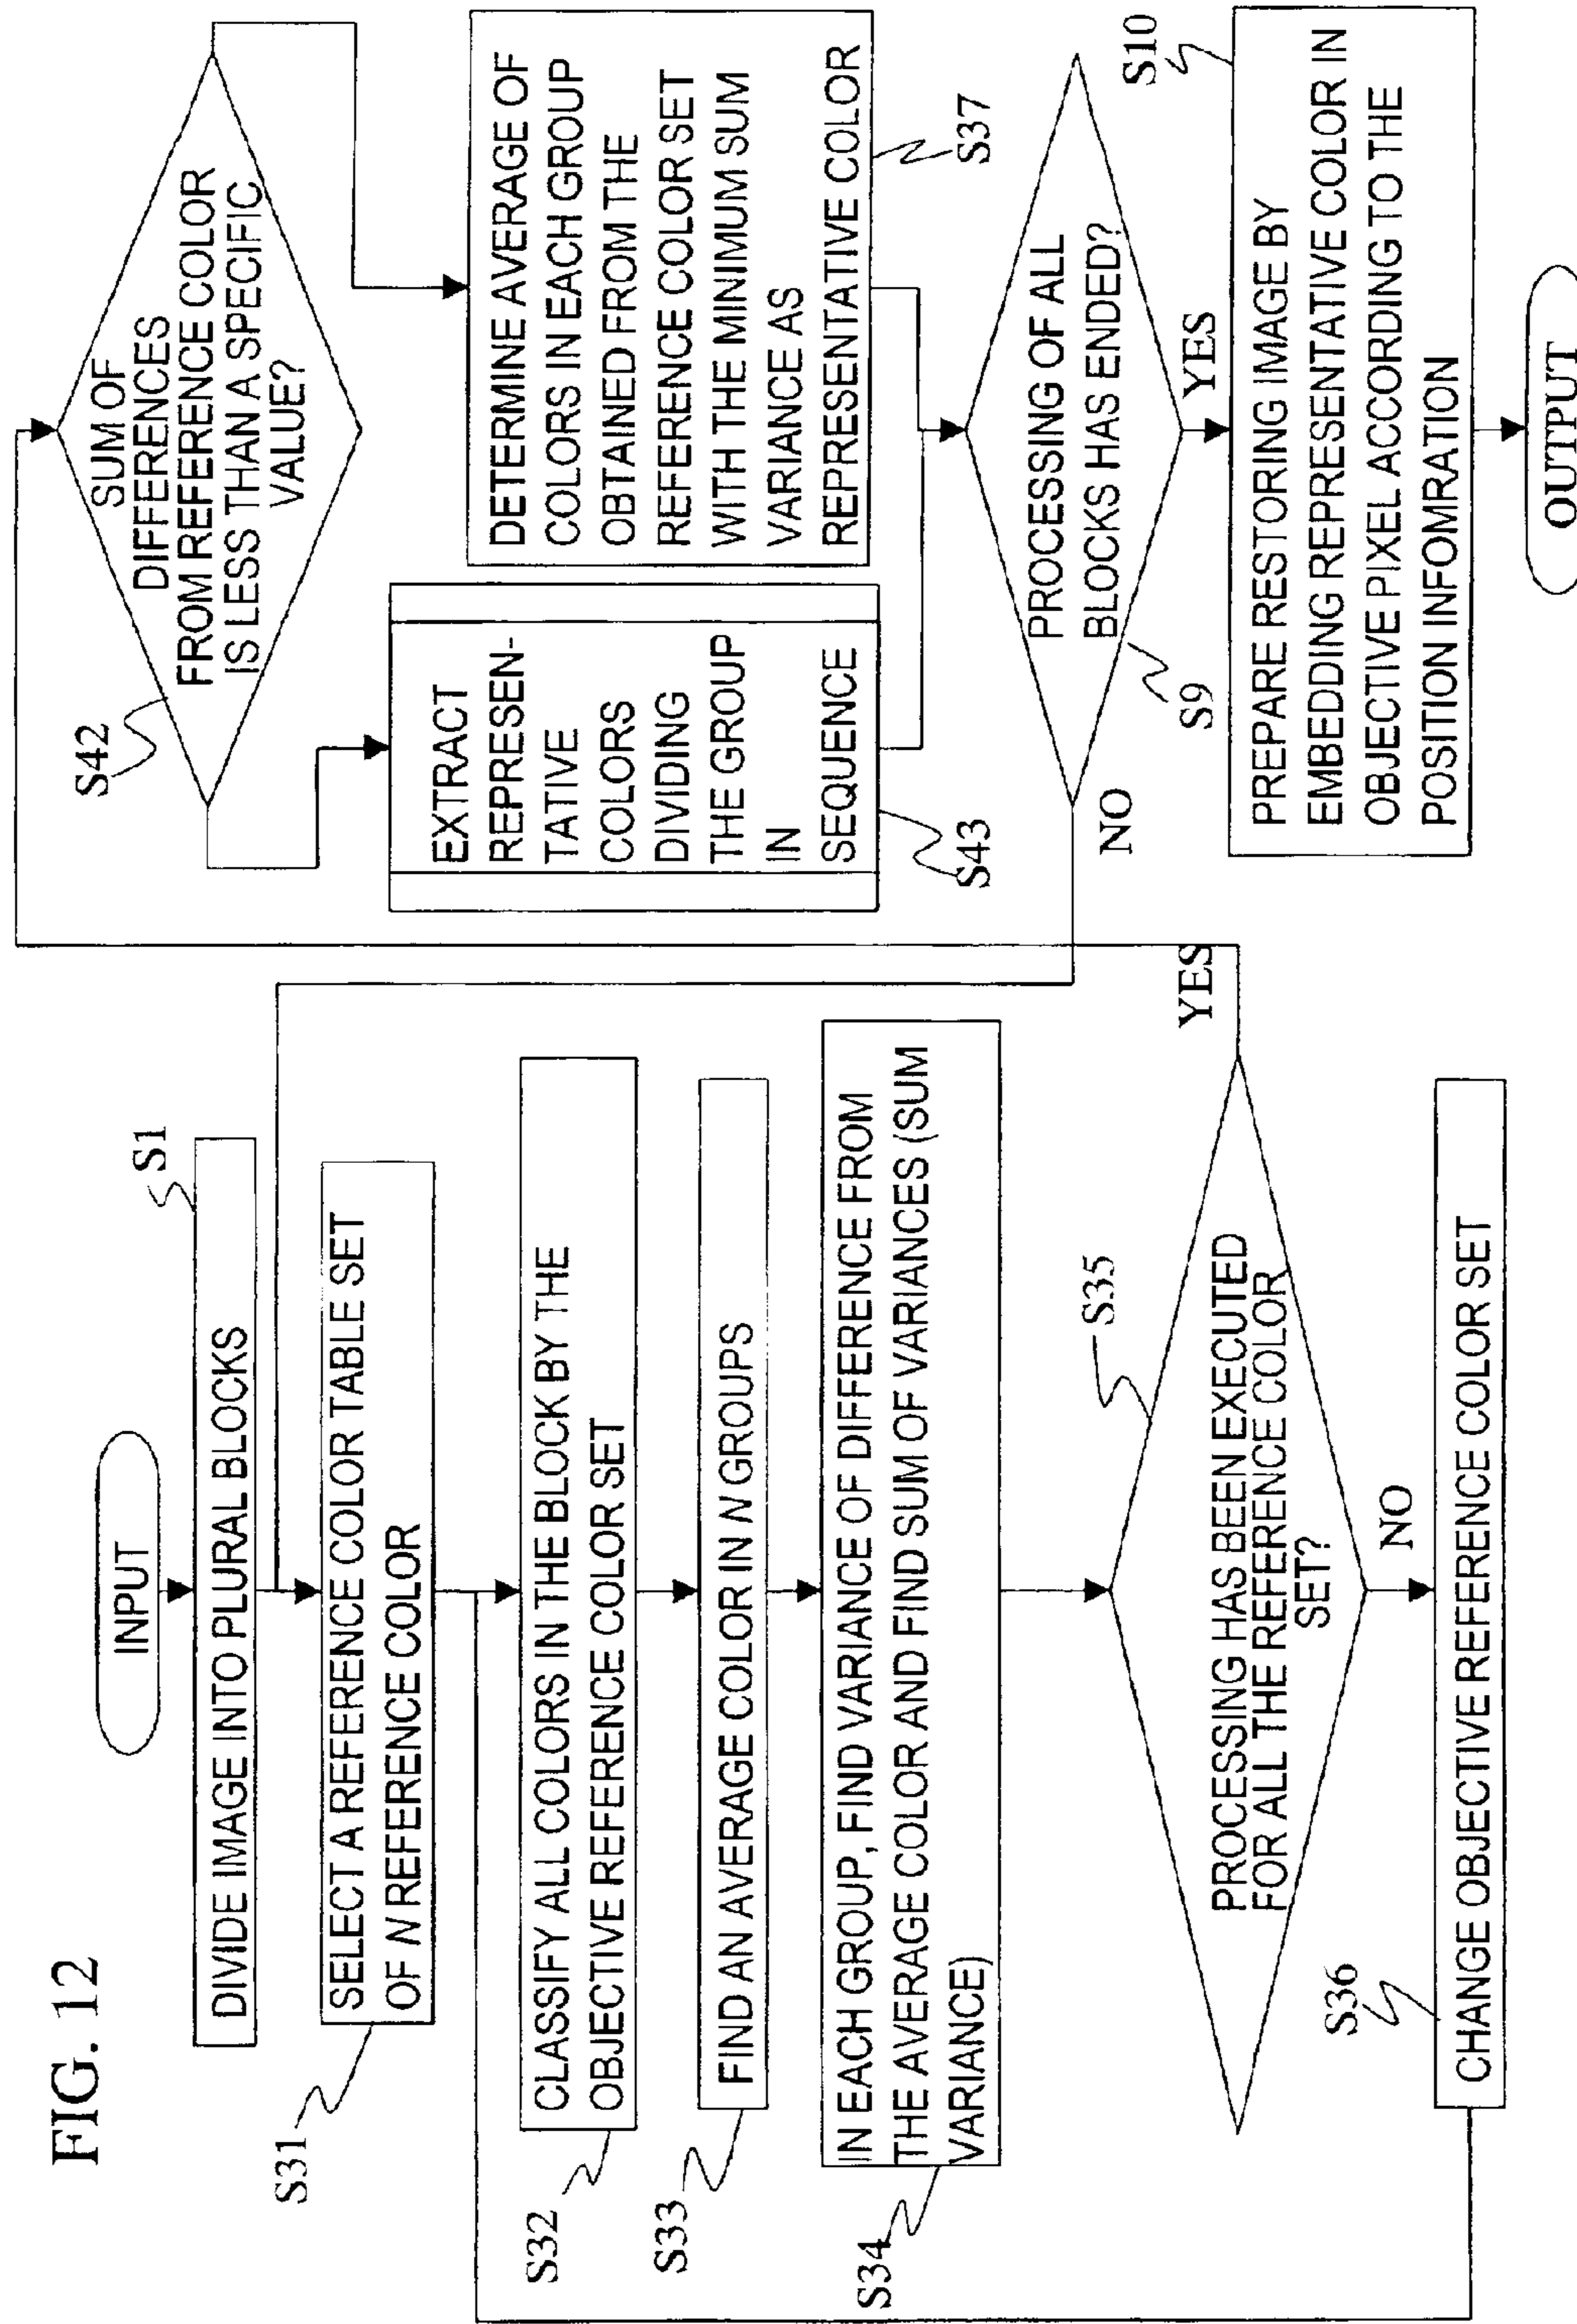 FIG. 12
INPUT
S1
DIVIDE IMAGE INTO PLURAL BLOCKS
S31
SELECT A REFERENCE COLOR TABLE SET
OF N REFERENCE COLOR
S32
CLASSIFY ALL COLORS IN THE BLOCK BY THE
OBJECTIVE REFERENCE COLOR SET
S33
FIND AN AVERAGE COLOR IN N GROUPS
S34
IN EACH GROUP, FIND VARIANCE OF DIFFERENCE FROM
THE AVERAGE COLOR AND FIND SUM OF VARIANCES (SUM
VARIANCE)
S35
PROCESSING HAS BEEN EXECUTED
FOR ALL THE REFERENCE COLOR
SET?
YES
NO
S36
CHANGE OBJECTIVE REFERENCE COLOR SET
S42
SUM OF
DIFFERENCES
FROM REFERENCE COLOR
IS LESS THAN A SPECIFIC
VALUE?
EXTRACT
REPRESEN-
TATIVE
COLORS
DIVIDING
THE GROUP
IN
SEQUENCE
S43
DETERMINE AVERAGE OF
COLORS IN EACH GROUP
OBTAINED FROM THE
REFERENCE COLOR SET
WITH THE MINIMUM SUM
VARIANCE AS
REPRESENTATIVE COLOR
S37
PROCESSING OF ALL
BLOCKS HAS ENDED?
NO
S9
YES
S10
PREPARE RESTORING IMAGE BY
EMBEDDING REPRESENTATIVE COLOR IN
OBJECTIVE PIXEL ACCORDING TO THE
POSITION INFOMRATION
OUTPUT